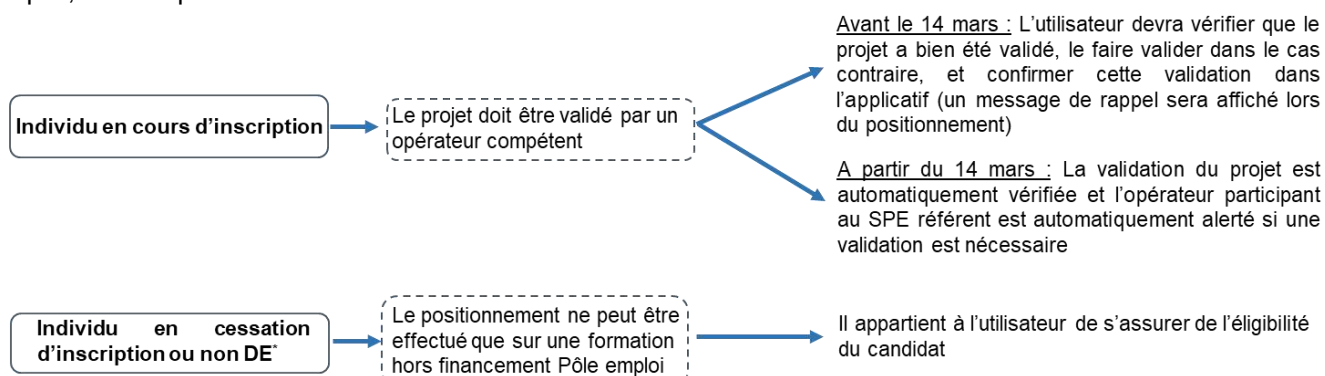 Avant le 14 mars : L’utilisateur devra vérifier que le
projet a bien été validé, le faire valider dans le cas
contraire, et confirmer cette validation dans
l’applicatif (un message de rappel sera affiché lors
du positionnement)
Individu en cours d’inscription
Le projet doit être validé par un
opérateur compétent
A partir du 14 mars : La validation du projet est
automatiquement vérifiée et l’opérateur participant
au SPE référent est automatiquement alerté si une
validation est nécessaire
Individu en cessation
d’inscription ou non DE*
Le positionnement ne peut être
effectué que sur une formation
hors financement Pôle emploi
Il appartient à l’utilisateur de s’assurer de l’éligibilité
du candidat